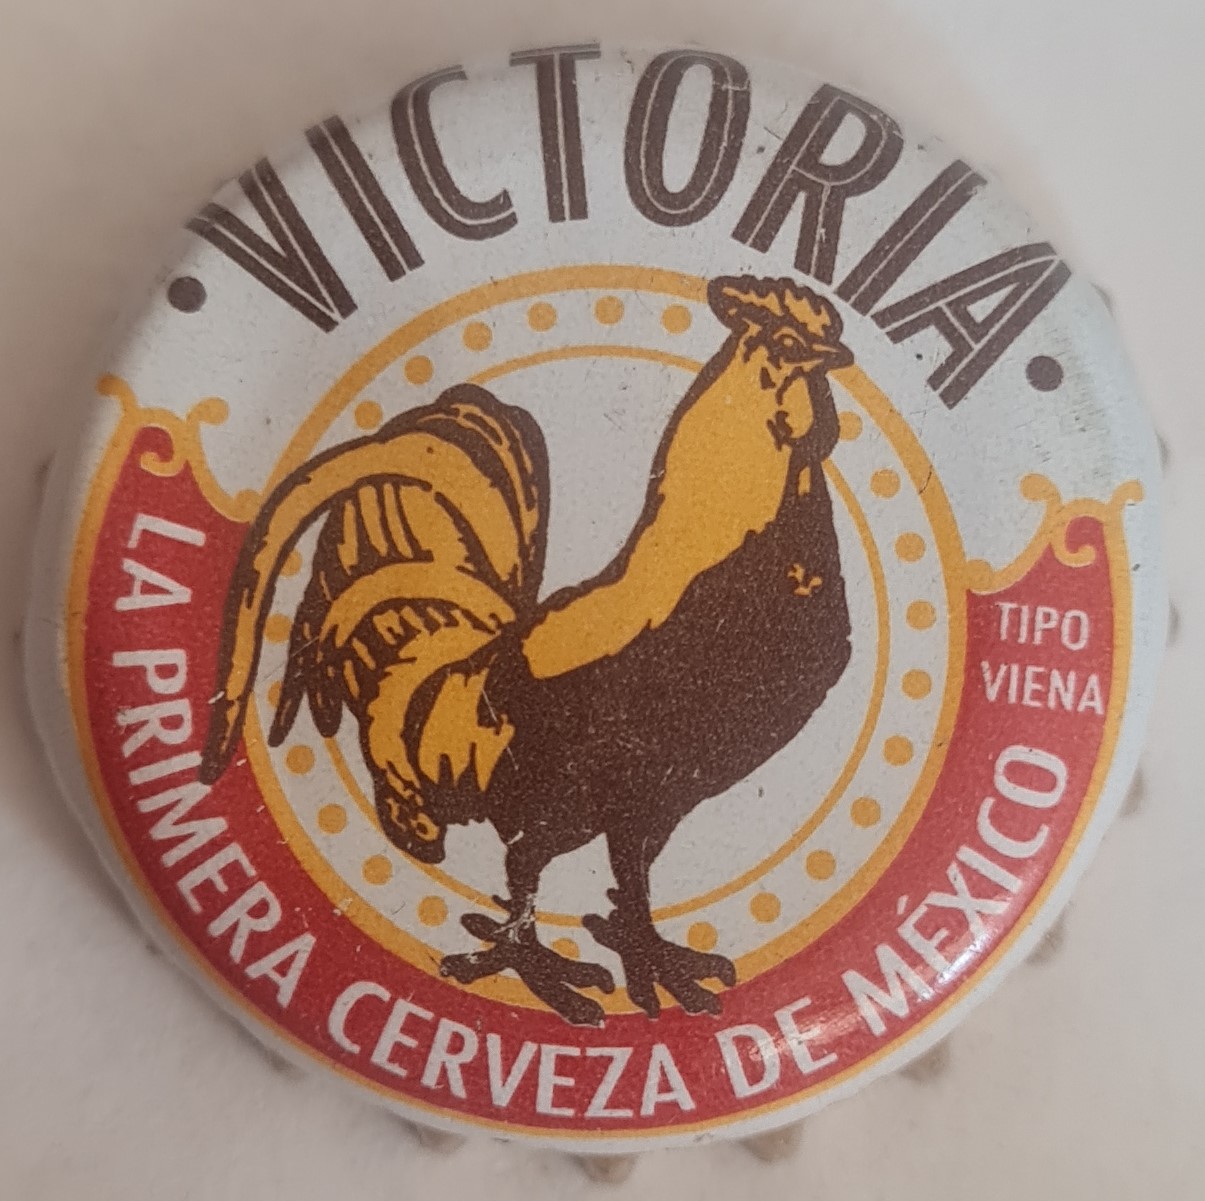 ·VICTORIA·
TIPO
VIENA
LA PRIMERA CERVEZA DE MÉXICO